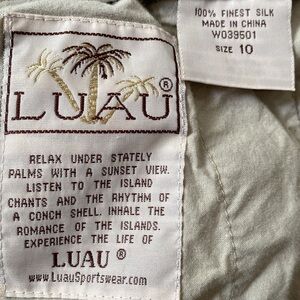 LUAU®
RELAX UNDER STATELY
PALMS WITH A SUNSET VIEW.
LISTEN TO THE ISLAND
CHANTS AND THE RHYTHM OF
A CONCH SHELL. INHALE THE
ROMANCE OF THE ISLANDS.
EXPERIENCE THE LIFE OF
LUAU®
www.LuauSportswear.com
100% FINEST SILK
MADE IN CHINA
W039501
SIZE 10